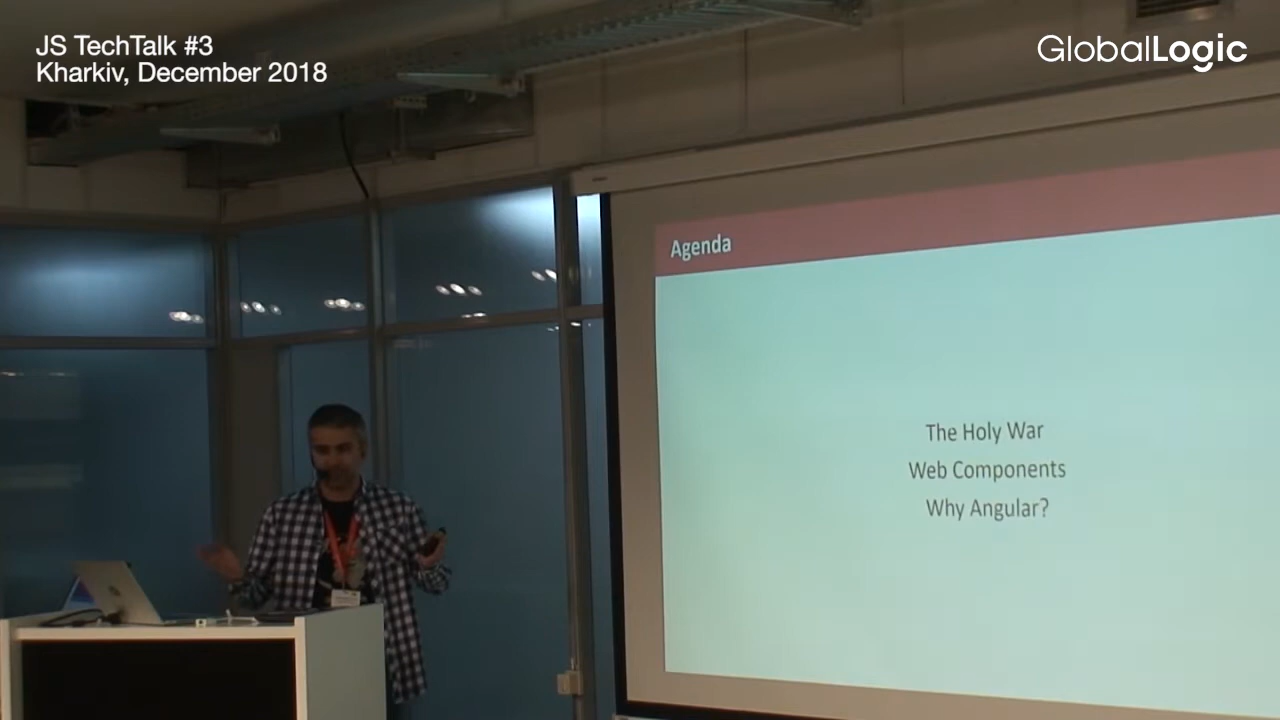 JS TechTalk #3
Kharkiv, December 2018
GlobalLogic
Agenda
The Holy War
Web Components
Why Angular?